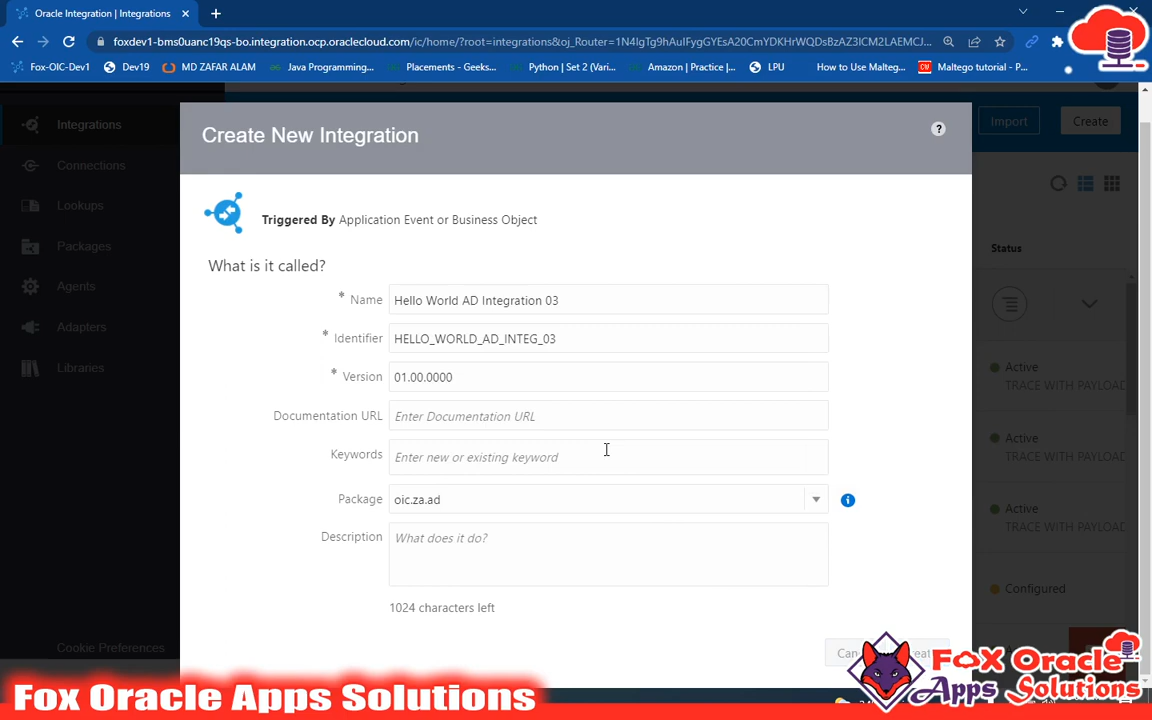 Oracle Integration | Integrations
foxdev1-bms0uanc19qs-bo.integration.ocp.oraclecloud.com/ic/home/?root=integrations&oj_Router=1N4IgTg9hAuIFygGYEsA20CmYDKHrWQDsBzAZ3ICM2LAEMCJ...
Fox-OIC-Dev1 Dev19 MD ZAFAR ALAM Java Programming... Placements - Geeks... Python | Set 2 (Vari... Amazon | Practice |... LPU How to Use Malteg... Maltego tutorial - P...
Integrations
Connections
Lookups
Packages
Agents
Adapters
Libraries
Cookie Preferences
Import Create
Create New Integration
?
Triggered By Application Event or Business Object
What is it called?
* Name Hello World AD Integration 03
* Identifier HELLO_WORLD_AD_INTEG_03
* Version 01.00.0000
Documentation URL Enter Documentation URL
Keywords Enter new or existing keyword
Package oic.za.ad
Description What does it do?
1024 characters left
Status
Active
TRACE WITH PAYLOAD
Active
TRACE WITH PAYLOAD
Active
TRACE WITH PAYLOAD
Configured
Fox Oracle Apps Solutions
Fox Oracle
Apps Solutions